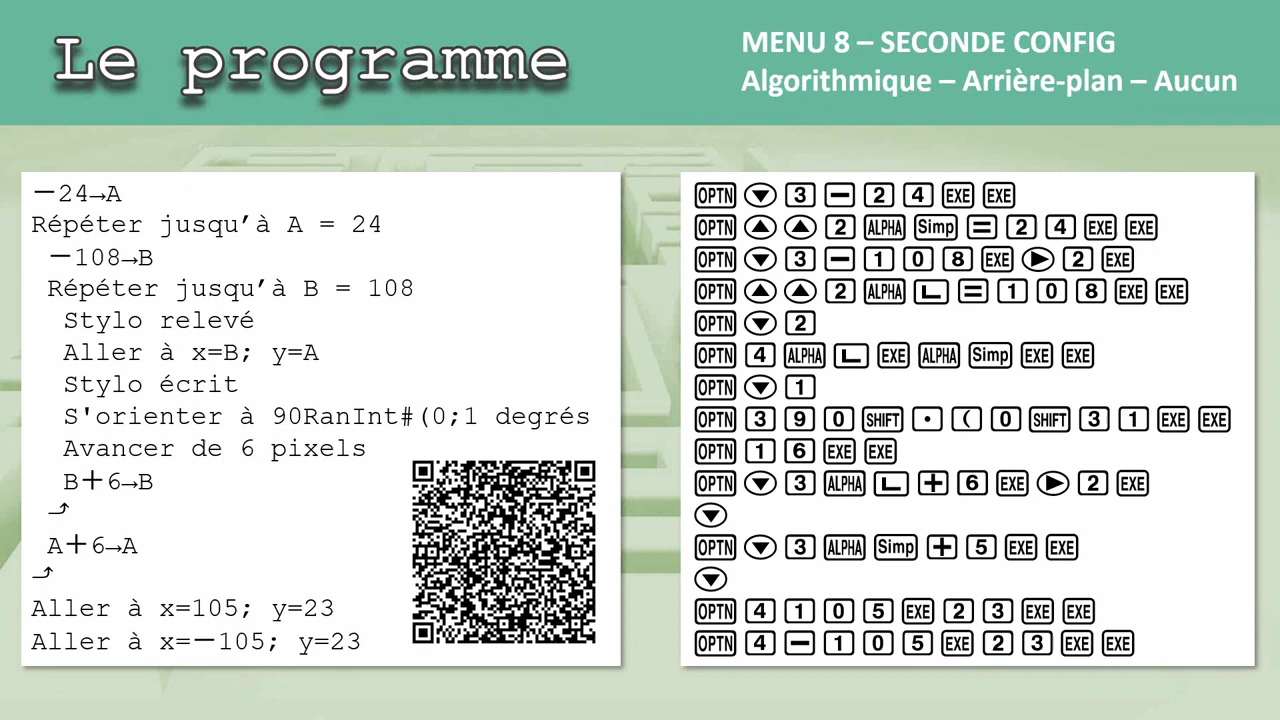 Le programme
MENU 8 – SECONDE CONFIG
Algorithmique – Arrière-plan – Aucun
−24→A
Répéter jusqu’à A = 24
−108→B
Répéter jusqu’à B = 108
Stylo relevé
Aller à x=B; y=A
Stylo écrit
S'orienter à 90RanInt#(0;1 degrés
Avancer de 6 pixels
B+6→B
⤴
A+6→A
⤴
Aller à x=105; y=23
Aller à x=−105; y=23
OPTN ▼ 3 − 2 4 EXE EXE
OPTN ▲ ▲ 2 ALPHA Simp = 2 4 EXE EXE
OPTN ▼ 3 − 1 0 8 EXE ▶ 2 EXE
OPTN ▲ ▲ 2 ALPHA ∟ = 1 0 8 EXE EXE
OPTN ▼ 2
OPTN 4 ALPHA ∟ EXE ALPHA Simp EXE EXE
OPTN ▼ 1
OPTN 3 9 0 SHIFT • ( 0 SHIFT 3 1 EXE EXE
OPTN 1 6 EXE EXE
OPTN ▼ 3 ALPHA ∟ + 6 EXE ▶ 2 EXE
▼
OPTN ▼ 3 ALPHA Simp + 5 EXE EXE
▼
OPTN 4 1 0 5 EXE 2 3 EXE EXE
OPTN 4 − 1 0 5 EXE 2 3 EXE EXE